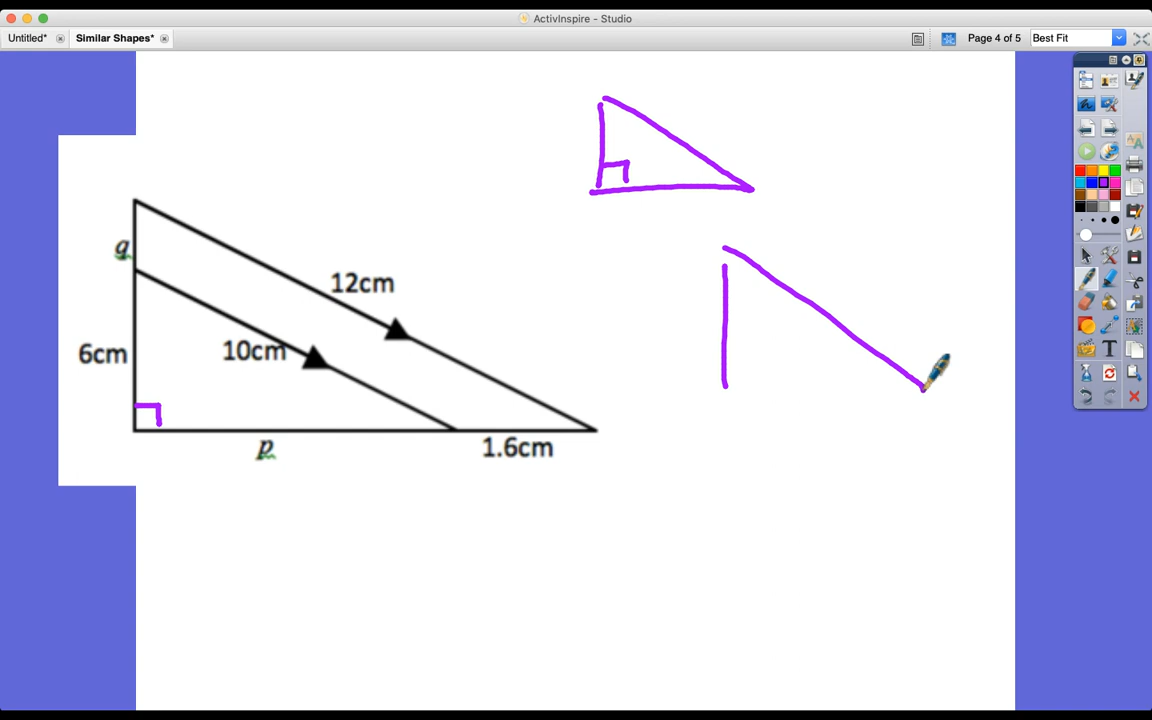 ActivInspire - Studio
Untitled*
Similar Shapes*
Page 4 of 5
Best Fit
q
12cm
10cm
6cm
p
1.6cm